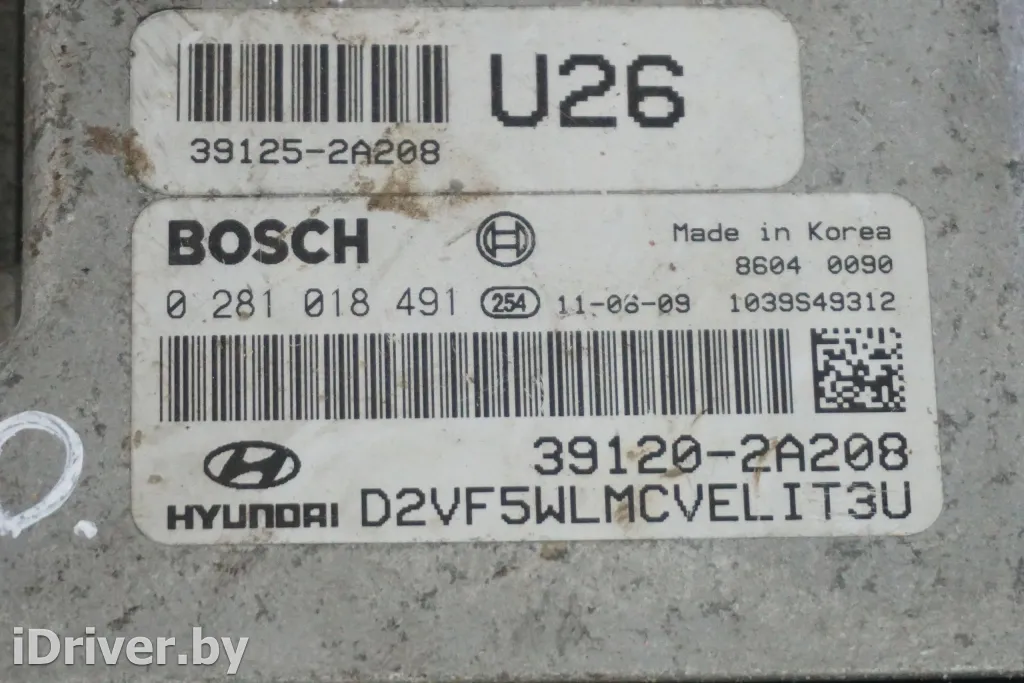 U26
39125-2A208
BOSCH
Made in Korea
8604 0090
0 281 018 491 254 11-06-09 1039S49312
39120-2A208
HYUNDAI D2VF5WLMCVELIT3U
iDriver.by